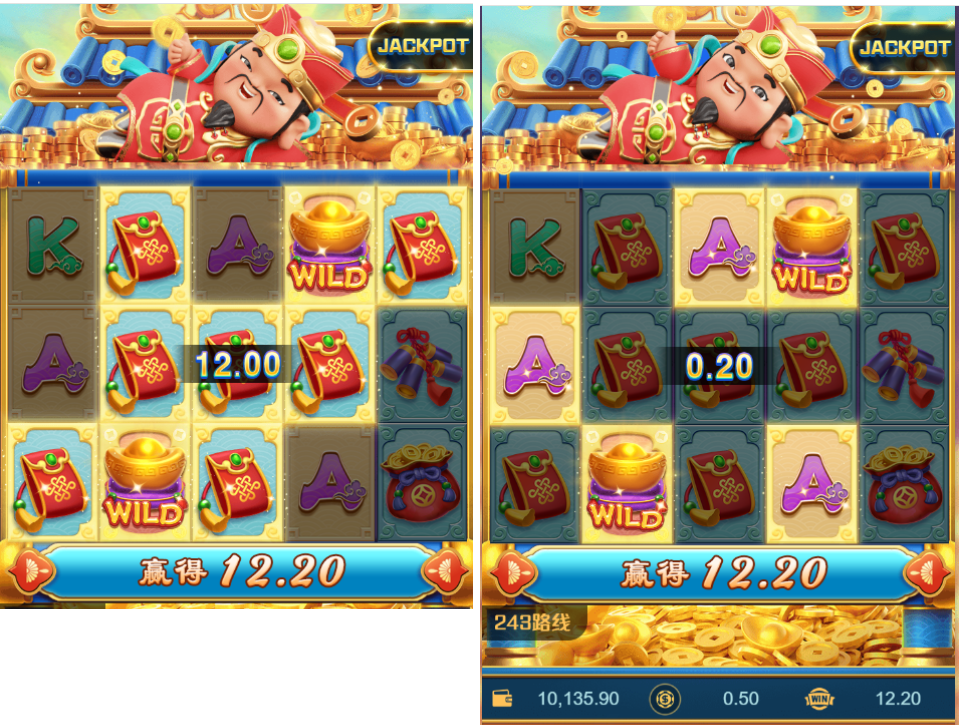 JACKPOT
K
A
WILD
12.00
A
WILD
A
赢得 12.20
JACKPOT
K
A
WILD
A
0.20
WILD
A
赢得 12.20
243路线
10,135.90 0.50 WIN 12.20